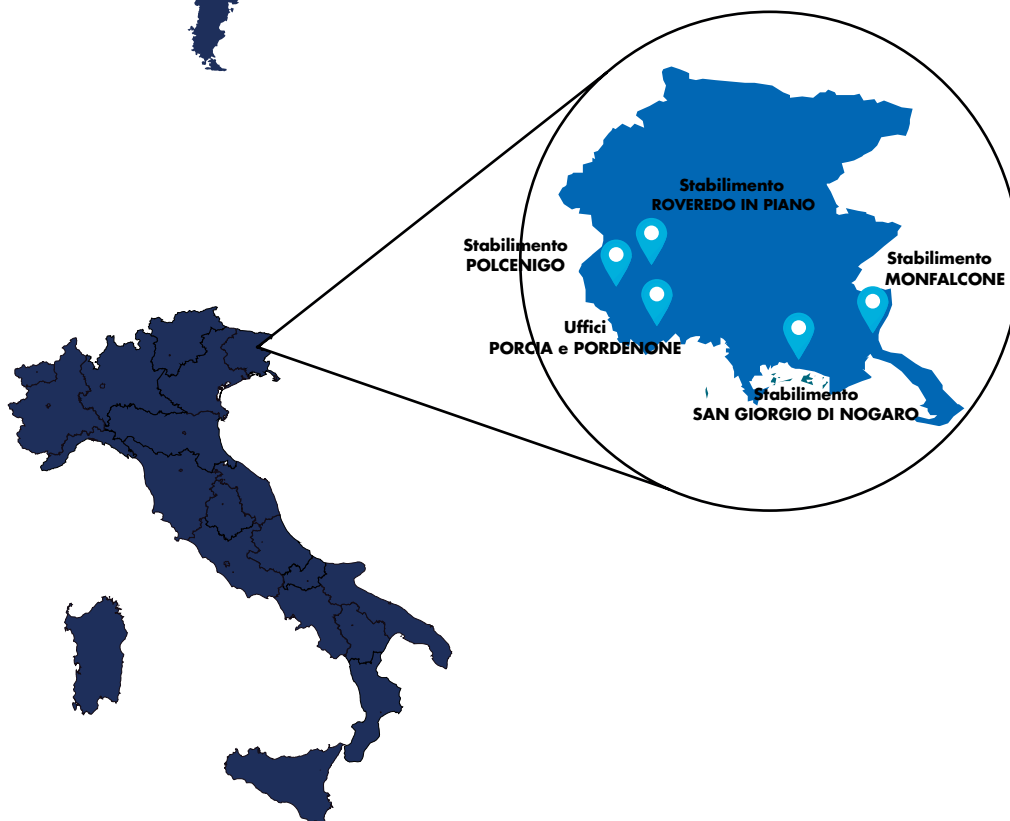 Stabilimento
ROVEREDO IN PIANO
Stabilimento
POLCENIGO
Stabilimento
MONFALCONE
Uffici
PORCIA e PORDENONE
Stabilimento
SAN GIORGIO DI NOGARO